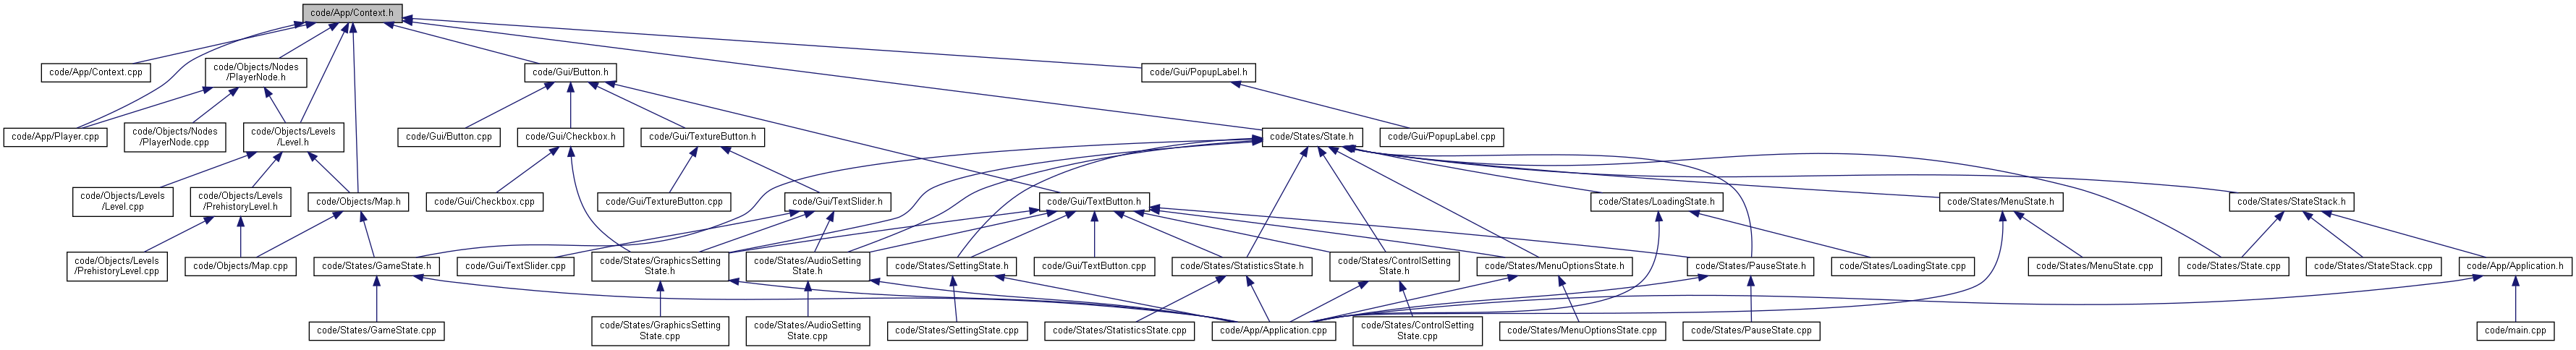 code/App/Context.h
code/App/Context.cpp
code/Objects/Nodes
/PlayerNode.h
code/Gui/Button.h
code/Gui/PopupLabel.h
code/App/Player.cpp
code/Objects/Nodes
/PlayerNode.cpp
code/Objects/Levels
/Level.h
code/Gui/Button.cpp
code/Gui/Checkbox.h
code/Gui/TextureButton.h
code/States/State.h
code/Gui/PopupLabel.cpp
code/Objects/Levels
/Level.cpp
code/Objects/Levels
/PrehistoryLevel.h
code/Objects/Map.h
code/Gui/Checkbox.cpp
code/Gui/TextureButton.cpp
code/Gui/TextSlider.h
code/Gui/TextButton.h
code/States/LoadingState.h
code/States/MenuState.h
code/States/StateStack.h
code/Objects/Levels
/PrehistoryLevel.cpp
code/Objects/Map.cpp
code/States/GameState.h
code/Gui/TextSlider.cpp
code/States/GraphicsSetting
State.h
code/States/AudioSetting
State.h
code/States/SettingState.h
code/Gui/TextButton.cpp
code/States/StatisticsState.h
code/States/ControlSetting
State.h
code/States/MenuOptionsState.h
code/States/PauseState.h
code/States/LoadingState.cpp
code/States/MenuState.cpp
code/States/State.cpp
code/States/StateStack.cpp
code/App/Application.h
code/States/GameState.cpp
code/States/GraphicsSetting
State.cpp
code/States/AudioSetting
State.cpp
code/States/SettingState.cpp
code/States/StatisticsState.cpp
code/App/Application.cpp
code/States/ControlSetting
State.cpp
code/States/MenuOptionsState.cpp
code/States/PauseState.cpp
code/main.cpp